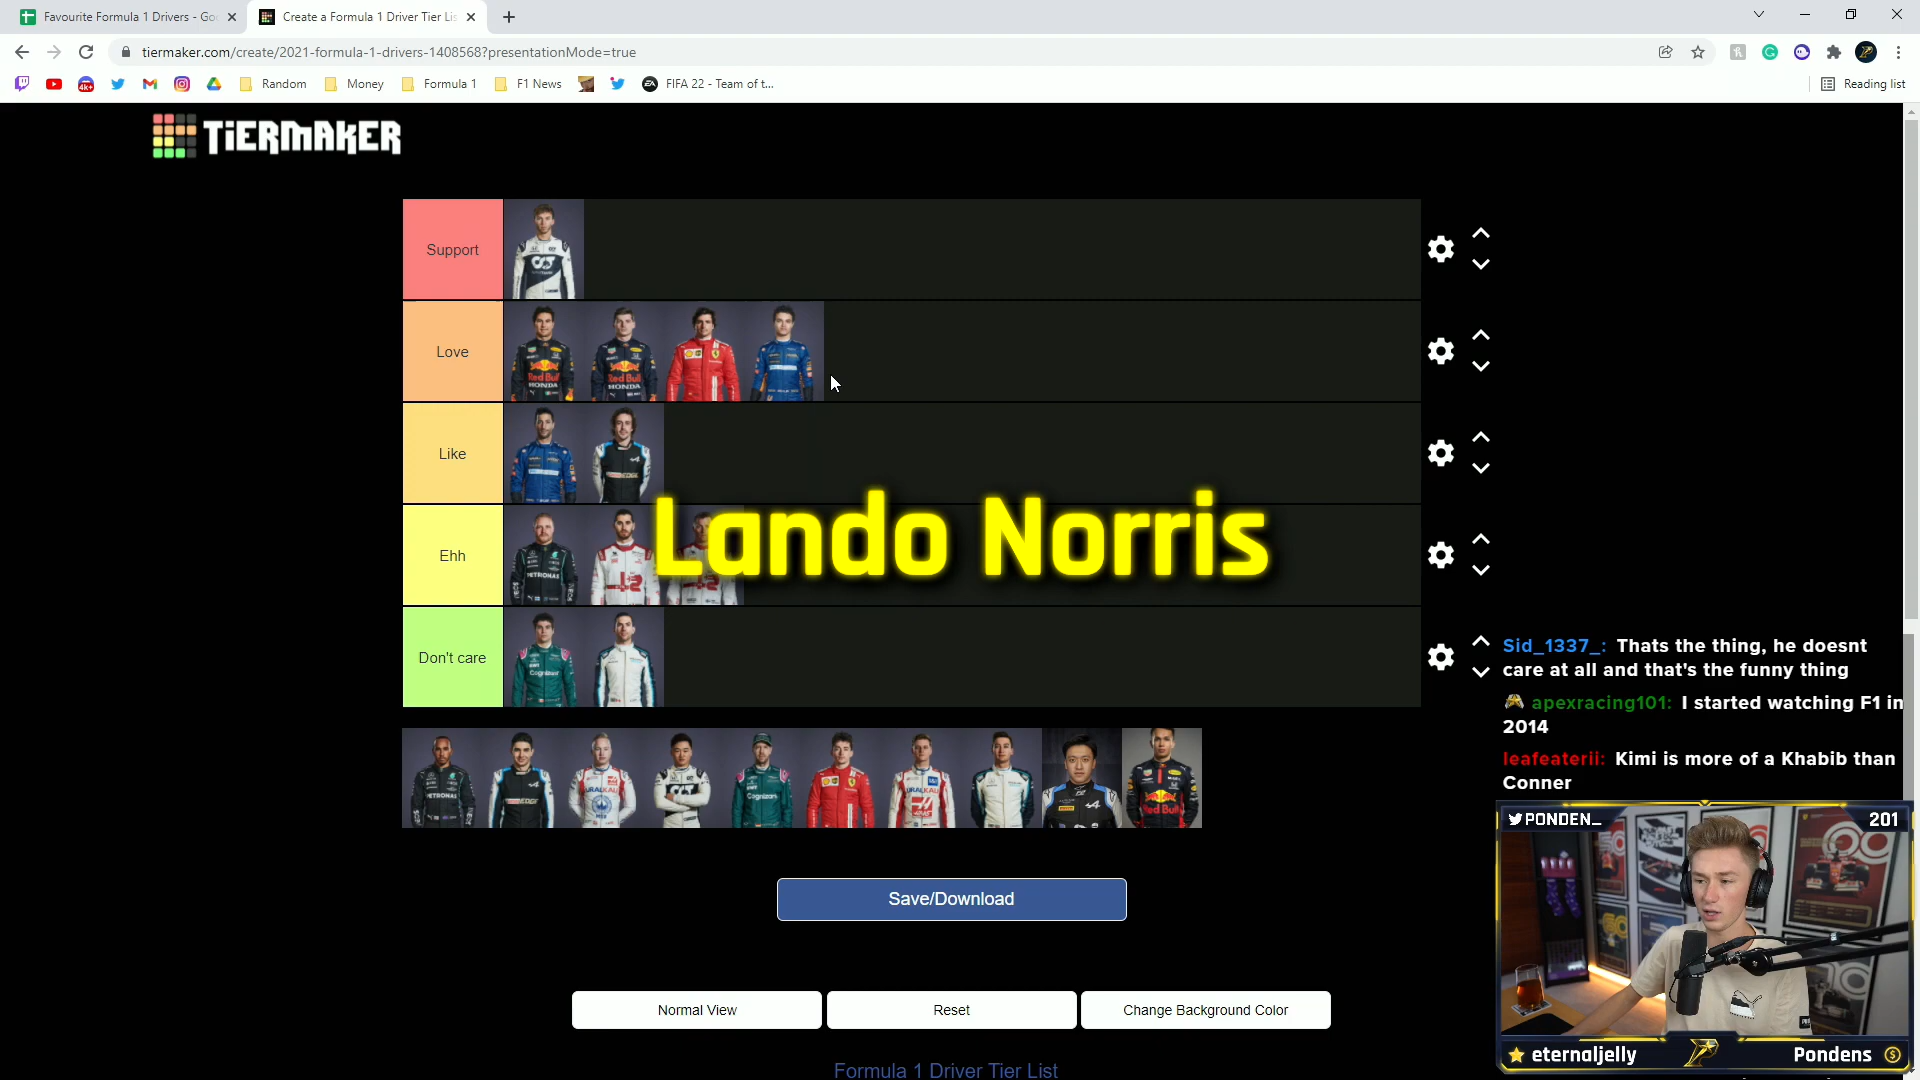 Favourite Formula 1 Drivers - Go
Create a Formula 1 Driver Tier Lis
tiermaker.com/create/2021-formula-1-drivers-1408568?presentationMode=true
Random
Money
Formula 1
F1 News
FIFA 22 - Team of t...
Reading list
TiERMAKER
Support
Love
Like
Ehh
Don't care
Lando Norris
Sid_1337_: Thats the thing, he doesnt
care at all and that's the funny thing
apexracing101: I started watching F1 in
2014
leafeaterii: Kimi is more of a Khabib than
Conner
PONDEN_
201
eternaljelly
Pondens
Save/Download
Normal View
Reset
Change Background Color
Formula 1 Driver Tier List